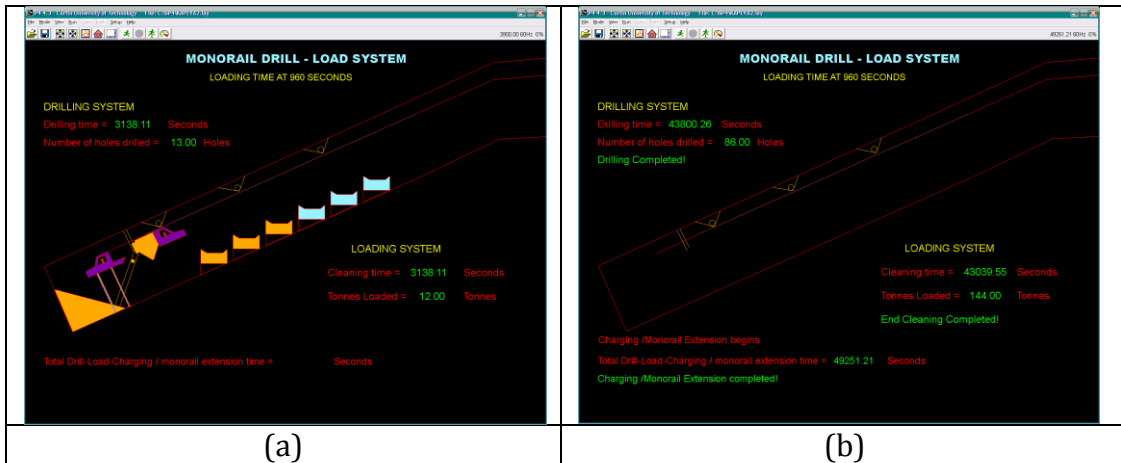 MONORAIL DRILL - LOAD SYSTEM
LOADING TIME AT 960 SECONDS
DRILLING SYSTEM
Drilling time = 3138.11 Seconds
Number of holes drilled = 13.00 Holes
LOADING SYSTEM
Cleaning time = 3138.11 Seconds
Tonnes Loaded = 12.00 Tonnes
Total Drill-Load-Charging / monorail extension time = Seconds
(a)
MONORAIL DRILL - LOAD SYSTEM
LOADING TIME AT 960 SECONDS
DRILLING SYSTEM
Drilling time = 43800.26 Seconds
Number of holes drilled = 86.00 Holes
Drilling Completed!
LOADING SYSTEM
Cleaning time = 43039.55 Seconds
Tonnes Loaded = 144.00 Tonnes
End Cleaning Completed!
Charging /Monorail Extension begins
Total Drill-Load-Charging / monorail extension time = 49251.21 Seconds
Charging /Monorail Extension completed!
(b)